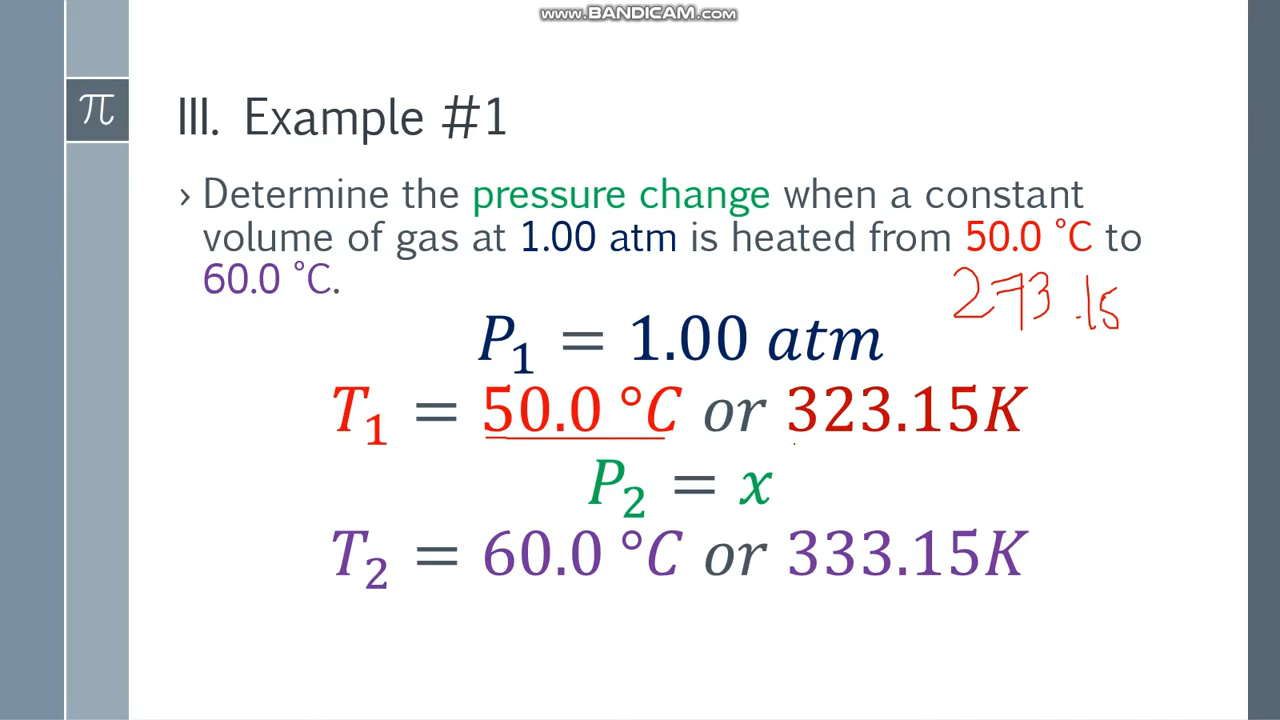 www.BANDICAM.com
π
III. Example #1
› Determine the pressure change when a constant
volume of gas at 1.00 atm is heated from 50.0 °C to
60.0 °C.
273.15
P₁ = 1.00 atm
T₁ = 50.0 °C or 323.15K
P₂ = x
T₂ = 60.0 °C or 333.15K